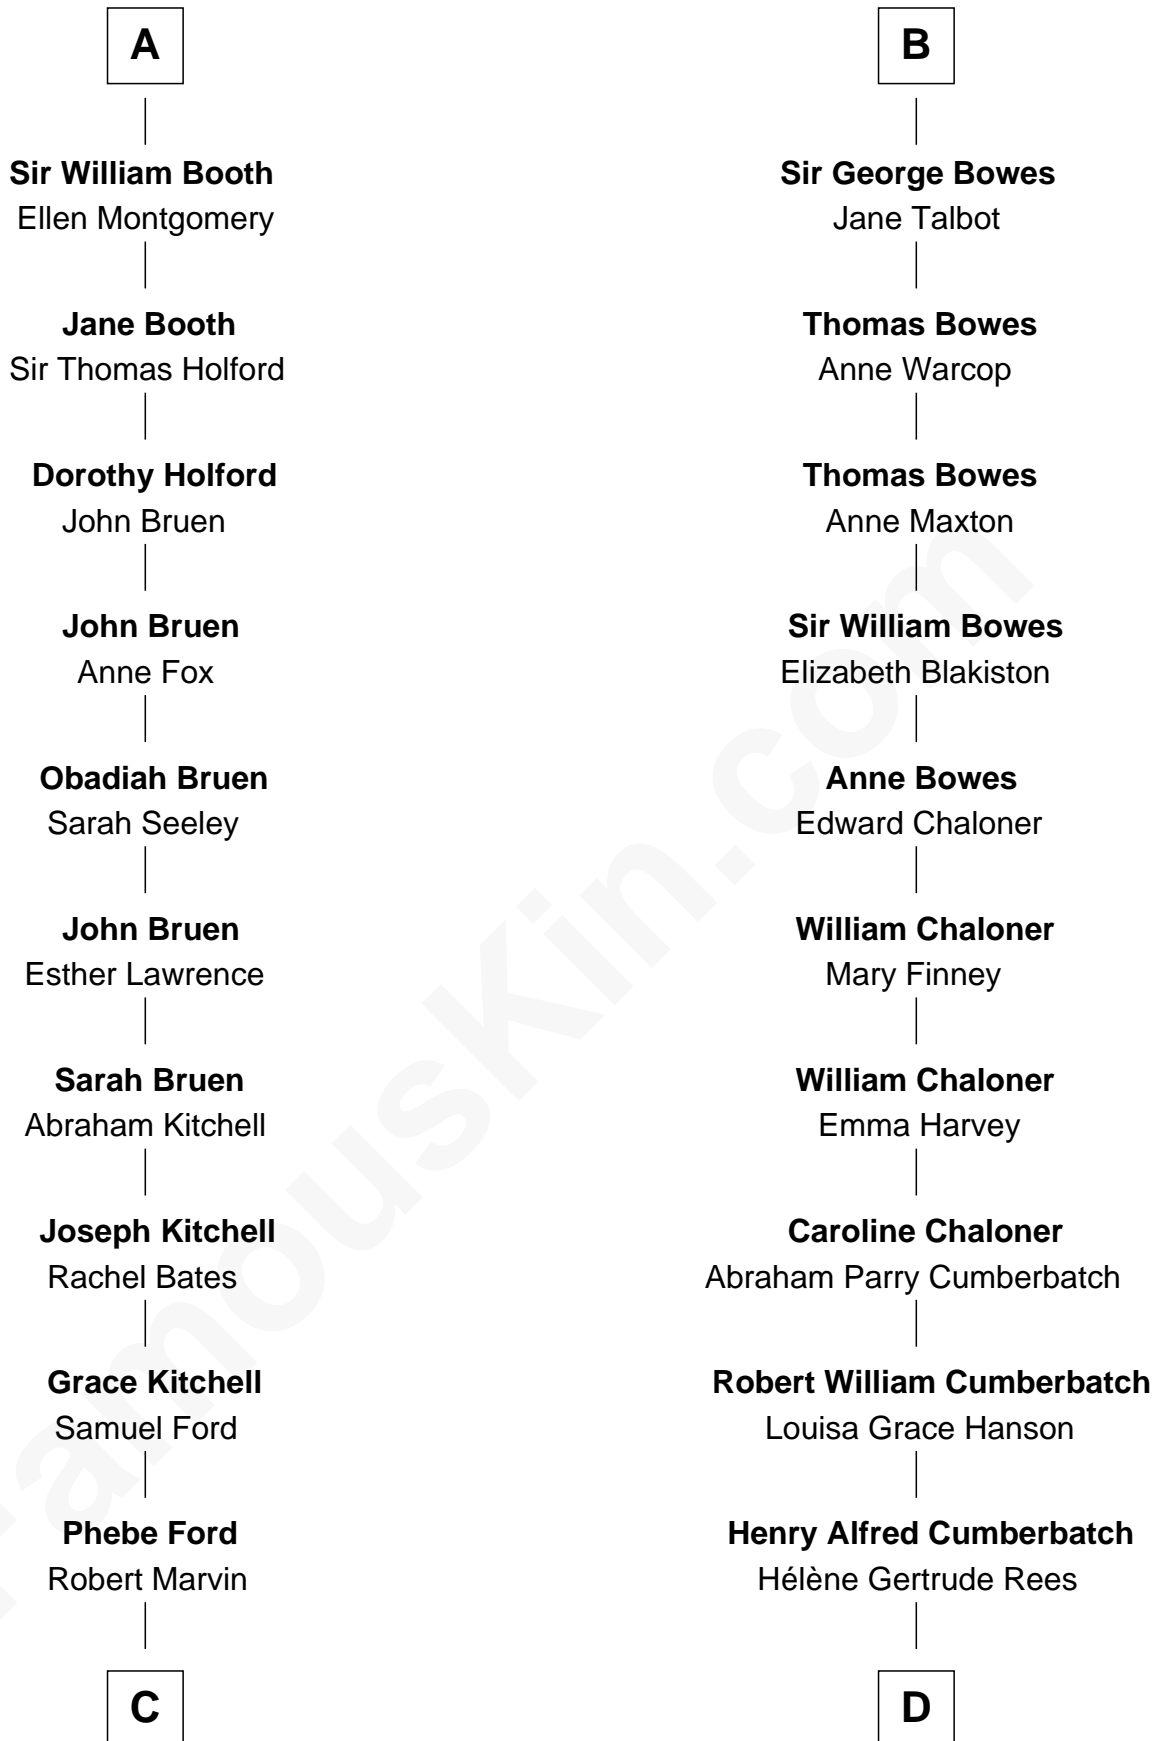 A
Sir William Booth
Ellen Montgomery
Jane Booth
Sir Thomas Holford
Dorothy Holford
John Bruen
John Bruen
Anne Fox
Obadiah Bruen
Sarah Seeley
John Bruen
Esther Lawrence
Sarah Bruen
Abraham Kitchell
Joseph Kitchell
Rachel Bates
Grace Kitchell
Samuel Ford
Phebe Ford
Robert Marvin
C
B
Sir George Bowes
Jane Talbot
Thomas Bowes
Anne Warcop
Thomas Bowes
Anne Maxton
Sir William Bowes
Elizabeth Blakiston
Anne Bowes
Edward Chaloner
William Chaloner
Mary Finney
William Chaloner
Emma Harvey
Caroline Chaloner
Abraham Parry Cumberbatch
Robert William Cumberbatch
Louisa Grace Hanson
Henry Alfred Cumberbatch
Hélène Gertrude Rees
D
FamousKin.com